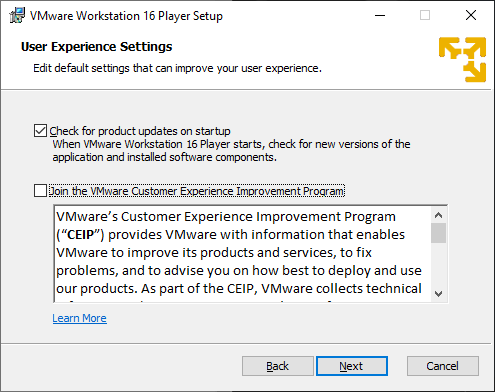 VMware Workstation 16 Player Setup
User Experience Settings
Edit default settings that can improve your user experience.
Check for product updates on startup
When VMware Workstation 16 Player starts, check for new versions of the
application and installed software components.
Join the VMware Customer Experience Improvement Program
VMware's Customer Experience Improvement Program
("CEIP") provides VMware with information that enables
VMware to improve its products and services, to fix
problems, and to advise you on how best to deploy and use
our products. As part of the CEIP, VMware collects technical
Learn More
Back
Next
Cancel